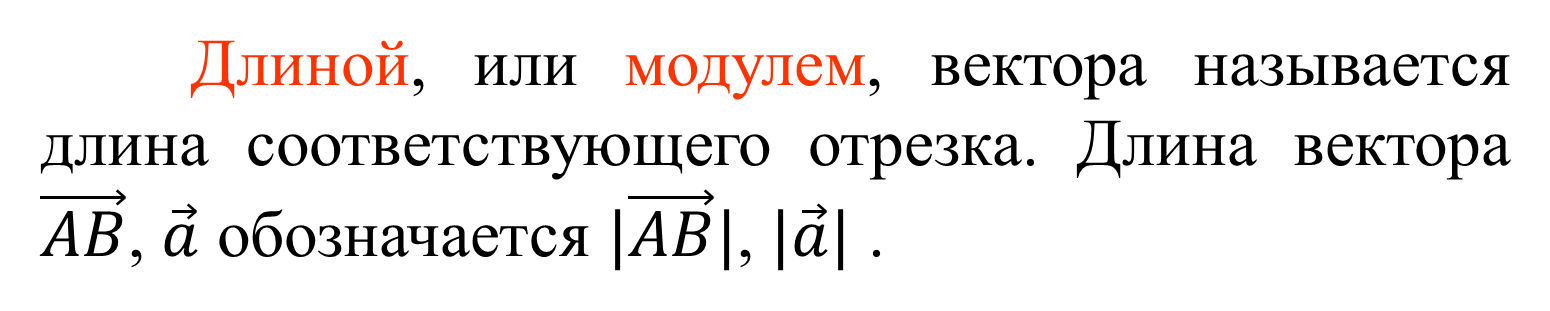 Длиной, или модулем, вектора называется
длина соответствующего отрезка. Длина вектора
$\overrightarrow{AB}$, $\vec{a}$ обозначается $|\overrightarrow{AB}|$, $|\vec{a}|$ .